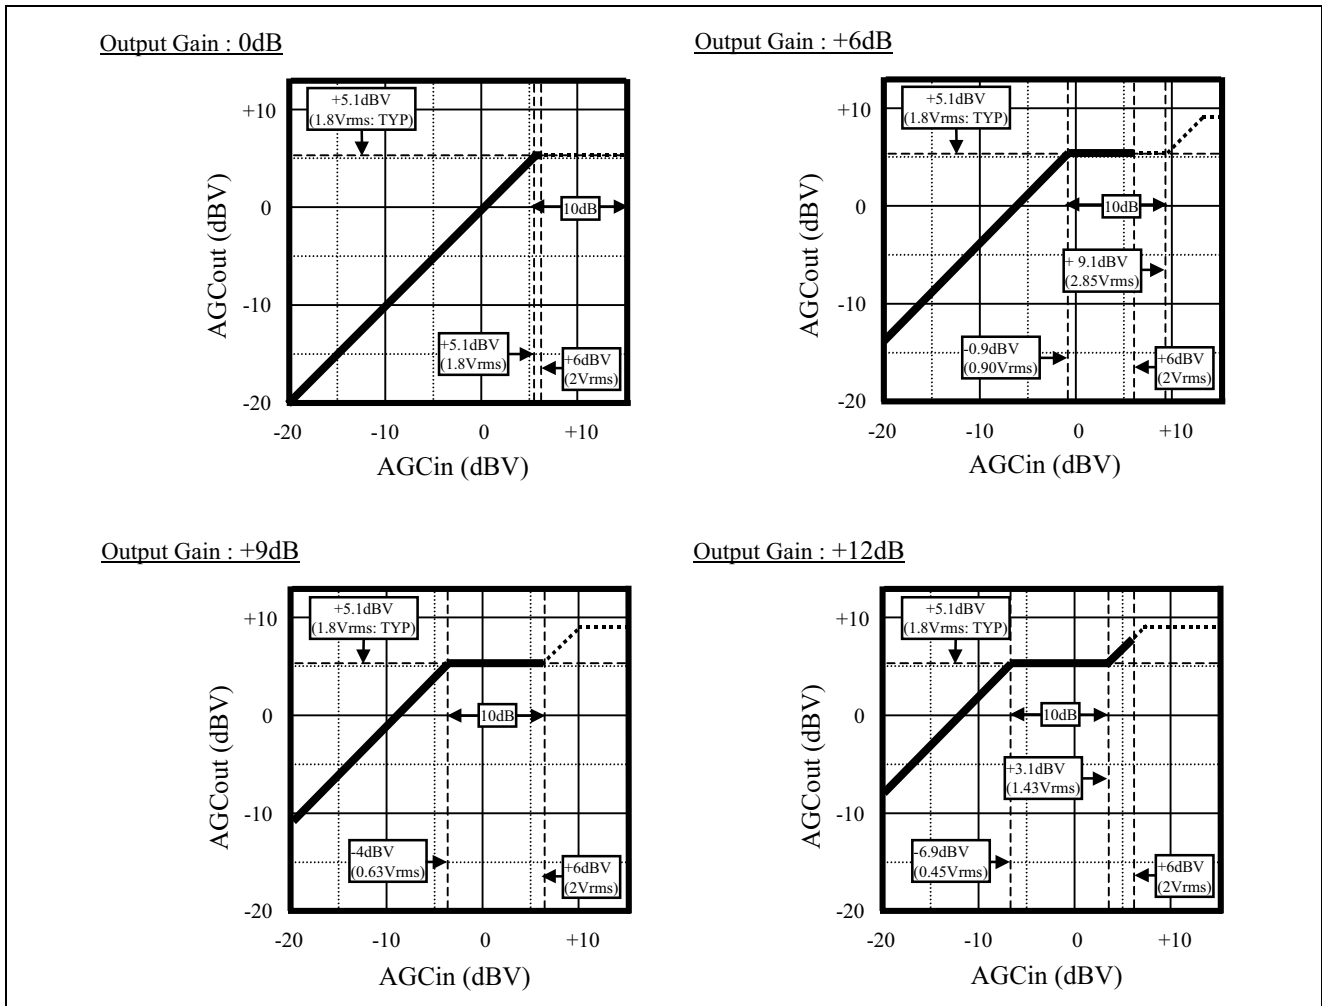 Output Gain : 0dB
+10
0
-10
-20
AGCout (dBV)
+5.1dBV
(1.8Vrms: TYP)
10dB
+5.1dBV
(1.8Vrms)
+6dBV
(2Vrms)
-20
-10
0
+10
AGCin (dBV)
Output Gain : +6dB
+10
0
-10
-20
AGCout (dBV)
+5.1dBV
(1.8Vrms: TYP)
10dB
+ 9.1dBV
(2.85Vrms)
-0.9dBV
(0.90Vrms)
+6dBV
(2Vrms)
-20
-10
0
+10
AGCin (dBV)
Output Gain : +9dB
+10
0
-10
-20
AGCout (dBV)
+5.1dBV
(1.8Vrms: TYP)
10dB
-4dBV
(0.63Vrms)
+6dBV
(2Vrms)
-20
-10
0
+10
AGCin (dBV)
Output Gain : +12dB
+10
0
-10
-20
AGCout (dBV)
+5.1dBV
(1.8Vrms: TYP)
10dB
+3.1dBV
(1.43Vrms)
-6.9dBV
(0.45Vrms)
+6dBV
(2Vrms)
-20
-10
0
+10
AGCin (dBV)